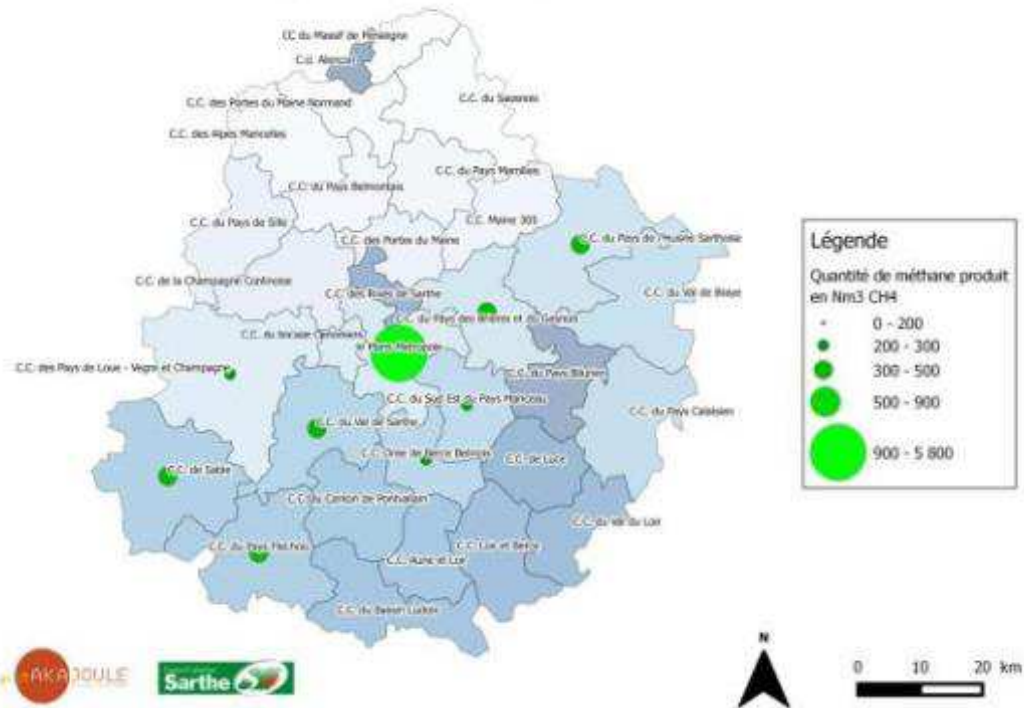 CC du Massif de Perseigne
C.U. Alençon
C.C. des Portes du Maine Normand
C.C. du Saosnois
C.C. des Alpes Mancelles
C.C. du Pays Marollais
C.C. du Pays Belmontais
C.C. Maine 301
C.C. du Pays de Sillé
C.C. des Portes du Maine
C.C. du Pays de l'Huisne Sarthoise
C.C. de la Champagne Conlinoise
C.C. des Rives de Sarthe
C.C. du Val de Braye
C.C. du Pays des Brières et du Gesnois
C.C. du Bocage Cénomans
Le Mans Métropole
C.C. des Pays de Loué - Vègre et Champagne
C.C. du Pays Bilurien
C.C. du Sud Est du Pays Manceau
C.C. du Pays Calaisien
C.C. du Val de Sarthe
C.C. Orée de Bercé Belinois
C.C. de Lucé
C.C. de Sablé
C.C. du Canton de Pontvallain
C.C. du Val du Loir
C.C. du Pays Fléchois
C.C. Loir et Bercé
C.C. Aune et Loir
C.C. du Bassin Ludois
Légende
Quantité de méthane produit
en Nm3 CH4
0 - 200
200 - 300
300 - 500
500 - 900
900 - 5 800
AKAJOULE
Sarthe
N
0 10 20 km